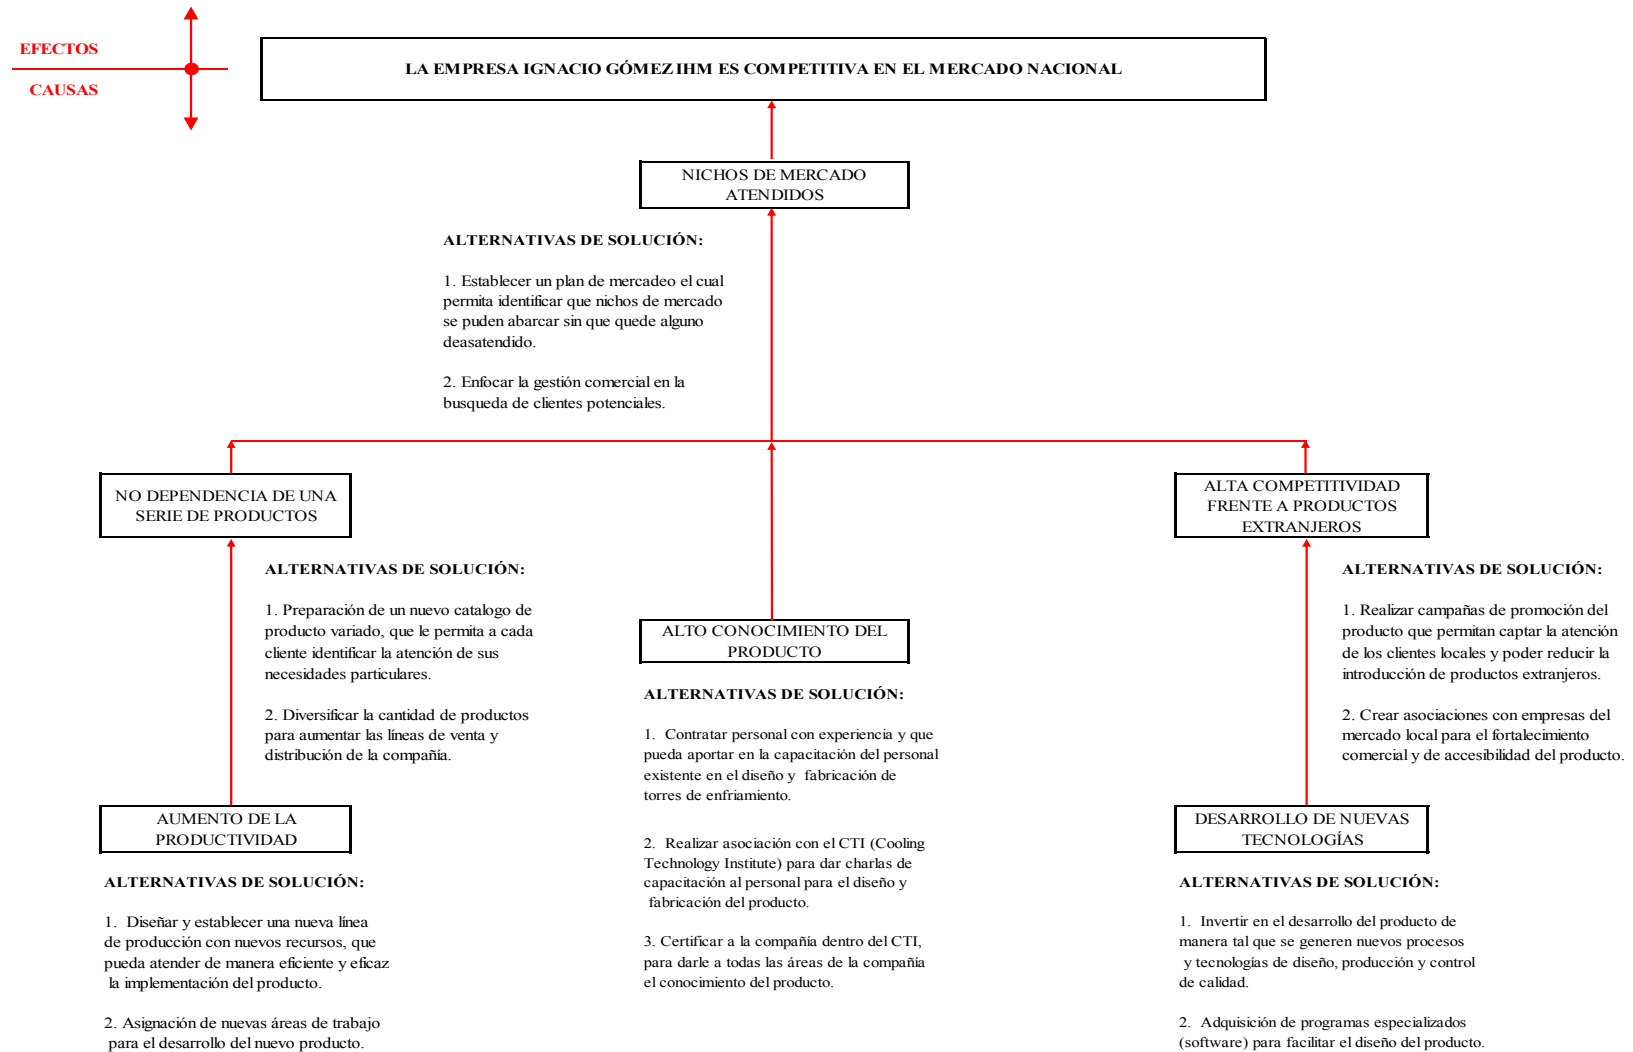 EFECTOS
CAUSAS
LA EMPRESA IGNACIO GÓMEZ IHM ES COMPETITIVA EN EL MERCADO NACIONAL
NICHOS DE MERCADO
ATENDIDOS
ALTERNATIVAS DE SOLUCIÓN:
1. Establecer un plan de mercadeo el cual
permita identificar que nichos de mercado
se puden abarcar sin que quede alguno
deasatendido.
2. Enfocar la gestión comercial en la
busqueda de clientes potenciales.
NO DEPENDENCIA DE UNA
SERIE DE PRODUCTOS
ALTERNATIVAS DE SOLUCIÓN:
1. Preparación de un nuevo catalogo de
producto variado, que le permita a cada
cliente identificar la atención de sus
necesidades particulares.
2. Diversificar la cantidad de productos
para aumentar las líneas de venta y
distribución de la compañía.
AUMENTO DE LA
PRODUCTIVIDAD
ALTERNATIVAS DE SOLUCIÓN:
1. Diseñar y establecer una nueva línea
de producción con nuevos recursos, que
pueda atender de manera eficiente y eficaz
la implementación del producto.
2. Asignación de nuevas áreas de trabajo
para el desarrollo del nuevo producto.
ALTO CONOCIMIENTO DEL
PRODUCTO
ALTERNATIVAS DE SOLUCIÓN:
1. Contratar personal con experiencia y que
pueda aportar en la capacitación del personal
existente en el diseño y fabricación de
torres de enfriamiento.
2. Realizar asociación con el CTI (Cooling
Technology Institute) para dar charlas de
capacitación al personal para el diseño y
fabricación del producto.
3. Certificar a la compañía dentro del CTI,
para darle a todas las áreas de la compañía
el conocimiento del producto.
ALTA COMPETITIVIDAD
FRENTE A PRODUCTOS
EXTRANJEROS
ALTERNATIVAS DE SOLUCIÓN:
1. Realizar campañas de promoción del
producto que permitan captar la atención
de los clientes locales y poder reducir la
introducción de productos extranjeros.
2. Crear asociaciones con empresas del
mercado local para el fortalecimiento
comercial y de accesibilidad del producto.
DESARROLLO DE NUEVAS
TECNOLOGÍAS
ALTERNATIVAS DE SOLUCIÓN:
1. Invertir en el desarrollo del producto de
manera tal que se generen nuevos procesos
y tecnologías de diseño, producción y control
de calidad.
2. Adquisición de programas especializados
(software) para facilitar el diseño del producto.